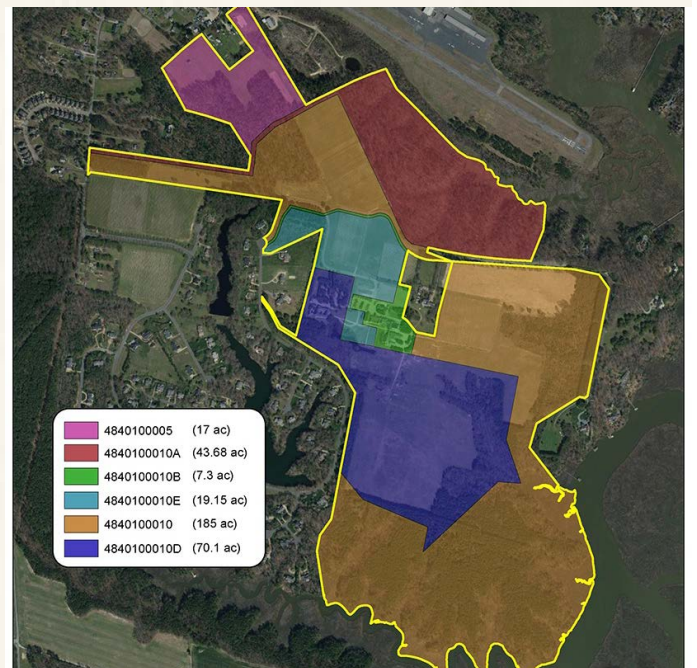 4840100005 (17 ac)
4840100010A (43.68 ac)
4840100010B (7.3 ac)
4840100010E (19.15 ac)
4840100010 (185 ac)
4840100010D (70.1 ac)